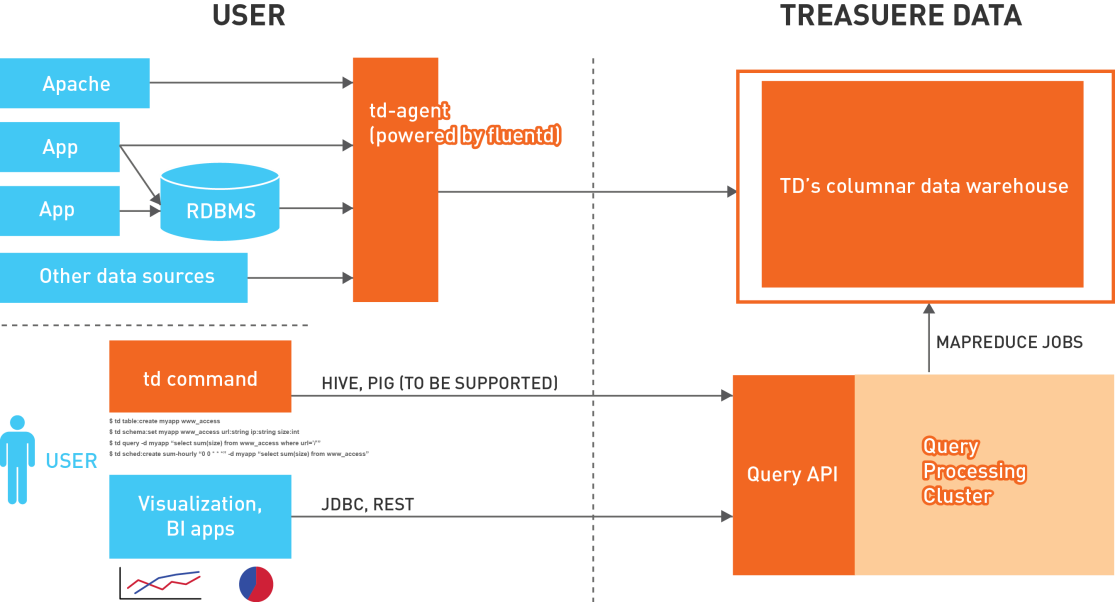 USER
TREASUERE DATA
Apache
App
App
RDBMS
Other data sources
td-agent
(powered by fluentd)
TD's columnar data warehouse
MAPREDUCE JOBS
td command
HIVE, PIG (TO BE SUPPORTED)
$ td table:create myapp www_access
$ td schema:set myapp www_access url:string ip:string size:int
$ td query -d myapp “select sum(size) from www_access where url='/'”
$ td sched:create sum-hourly “0 0 * * *” -d myapp “select sum(size) from www_access”
USER
Visualization,
BI apps
JDBC, REST
Query API
Query
Processing
Cluster